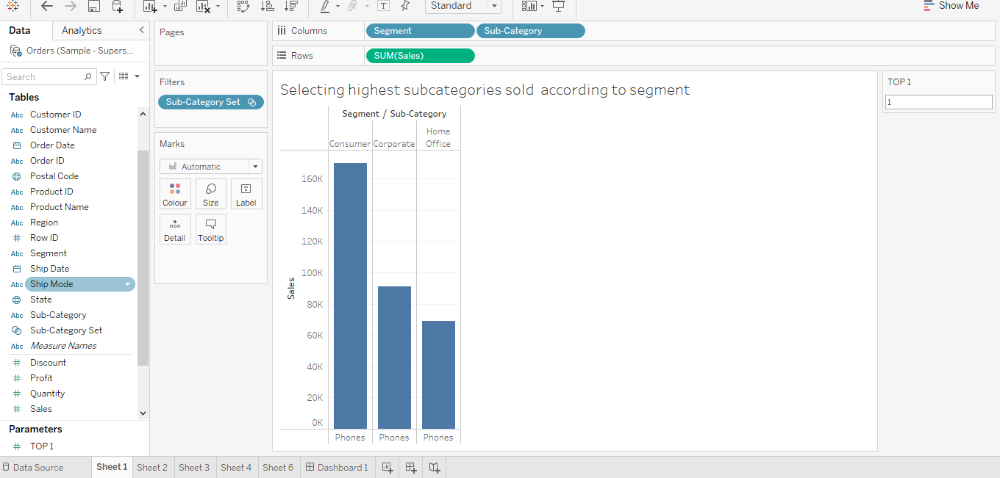 Standard
Show Me
Data
Analytics
Pages
Columns
Segment
Sub-Category
Orders (Sample - Supers...
Rows
SUM(Sales)
Search
Filters
Sub-Category Set
Tables
Abc Customer ID
Abc Customer Name
Order Date
Abc Order ID
Postal Code
Abc Product ID
Abc Product Name
Abc Region
# Row ID
Abc Segment
Ship Date
Abc Ship Mode
State
Abc Sub-Category
Sub-Category Set
Abc Measure Names
# Discount
# Profit
# Quantity
# Sales
Parameters
# TOP 1
Marks
Automatic
Colour
Size
T
Label
Detail
Tooltip
Selecting highest subcategories sold according to segment
Segment / Sub-Category
Consumer
Corporate
Home
Office
Sales
160K
140K
120K
100K
80K
60K
40K
20K
0K
Phones
Phones
Phones
TOP 1
1
Data Source
Sheet 1
Sheet 2
Sheet 3
Sheet 4
Sheet 6
Dashboard 1